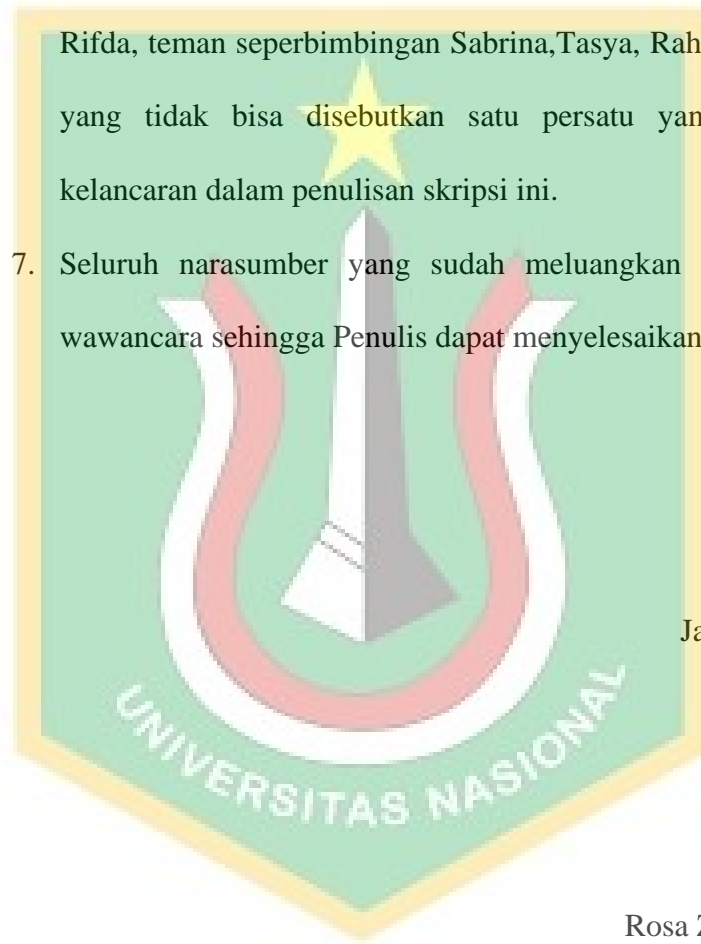 Rifda, teman seperbimbingan Sabrina,Tasya, Rah
yang tidak bisa disebutkan satu persatu yan
kelancaran dalam penulisan skripsi ini.
7. Seluruh narasumber yang sudah meluangkan
wawancara sehingga Penulis dapat menyelesaikan
Ja
UNIVERSITAS NASIONAL
Rosa Z